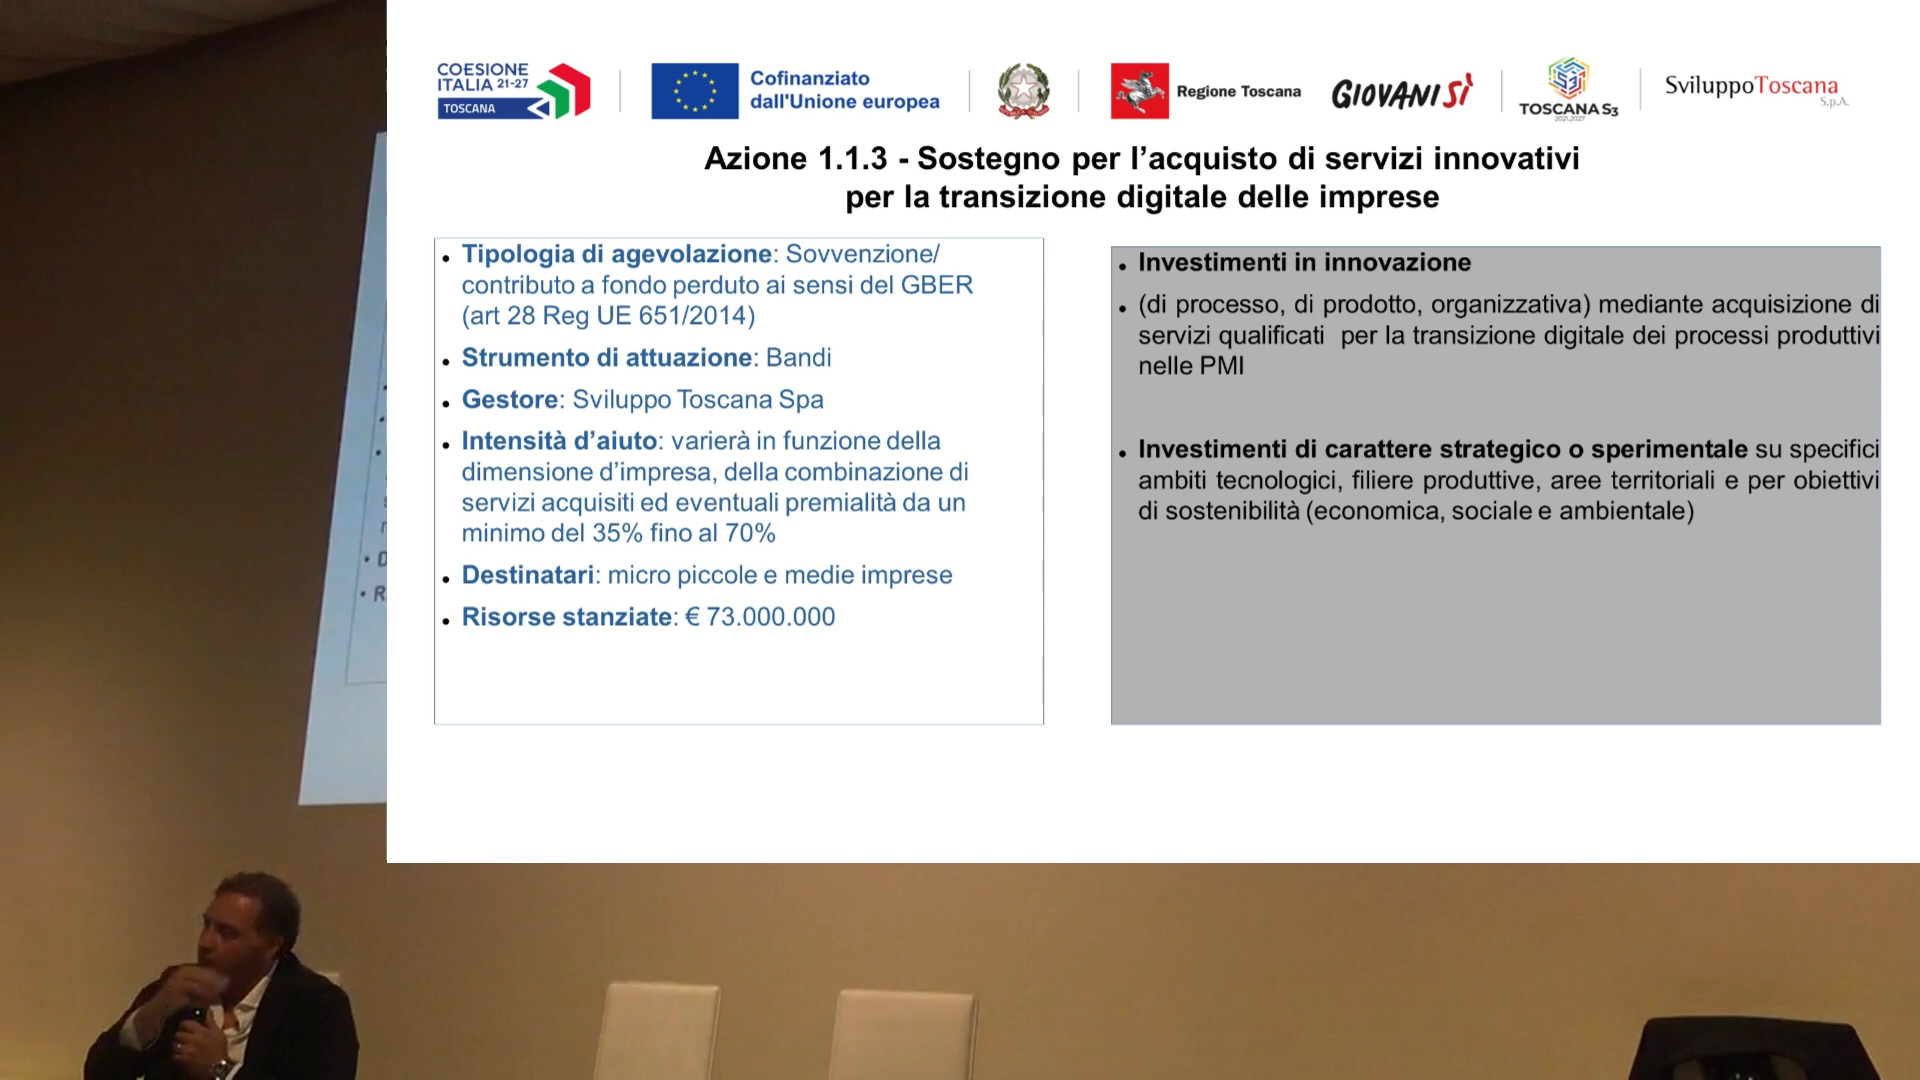 COESIONE
ITALIA 21-27
TOSCANA
Cofinanziato
dall'Unione europea
Regione Toscana
GIOVANISÌ
TOSCANA S3
2021.2027
SviluppoToscana
S.p.A.
Azione 1.1.3 - Sostegno per l’acquisto di servizi innovativi
per la transizione digitale delle imprese
Tipologia di agevolazione: Sovvenzione/
contributo a fondo perduto ai sensi del GBER
(art 28 Reg UE 651/2014)
Strumento di attuazione: Bandi
Gestore: Sviluppo Toscana Spa
Intensità d’aiuto: varierà in funzione della
dimensione d’impresa, della combinazione di
servizi acquisiti ed eventuali premialità da un
minimo del 35% fino al 70%
Destinatari: micro piccole e medie imprese
Risorse stanziate: € 73.000.000
Investimenti in innovazione
(di processo, di prodotto, organizzativa) mediante acquisizione di
servizi qualificati per la transizione digitale dei processi produttivi
nelle PMI
Investimenti di carattere strategico o sperimentale su specifici
ambiti tecnologici, filiere produttive, aree territoriali e per obiettivi
di sostenibilità (economica, sociale e ambientale)